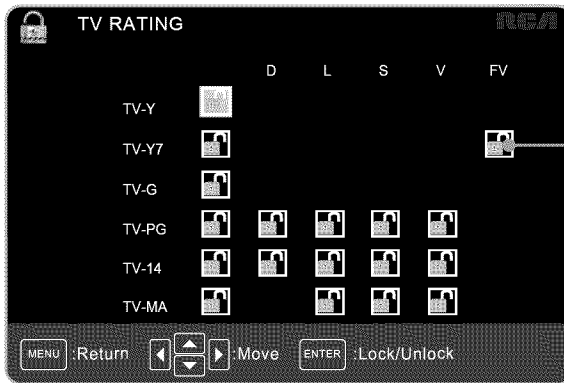 TV RATING
RCA
D L S V FV
TV-Y
TV-Y7
TV-G
TV-PG
TV-14
TV-MA
MENU :Return :Move ENTER :Lock/Unlock